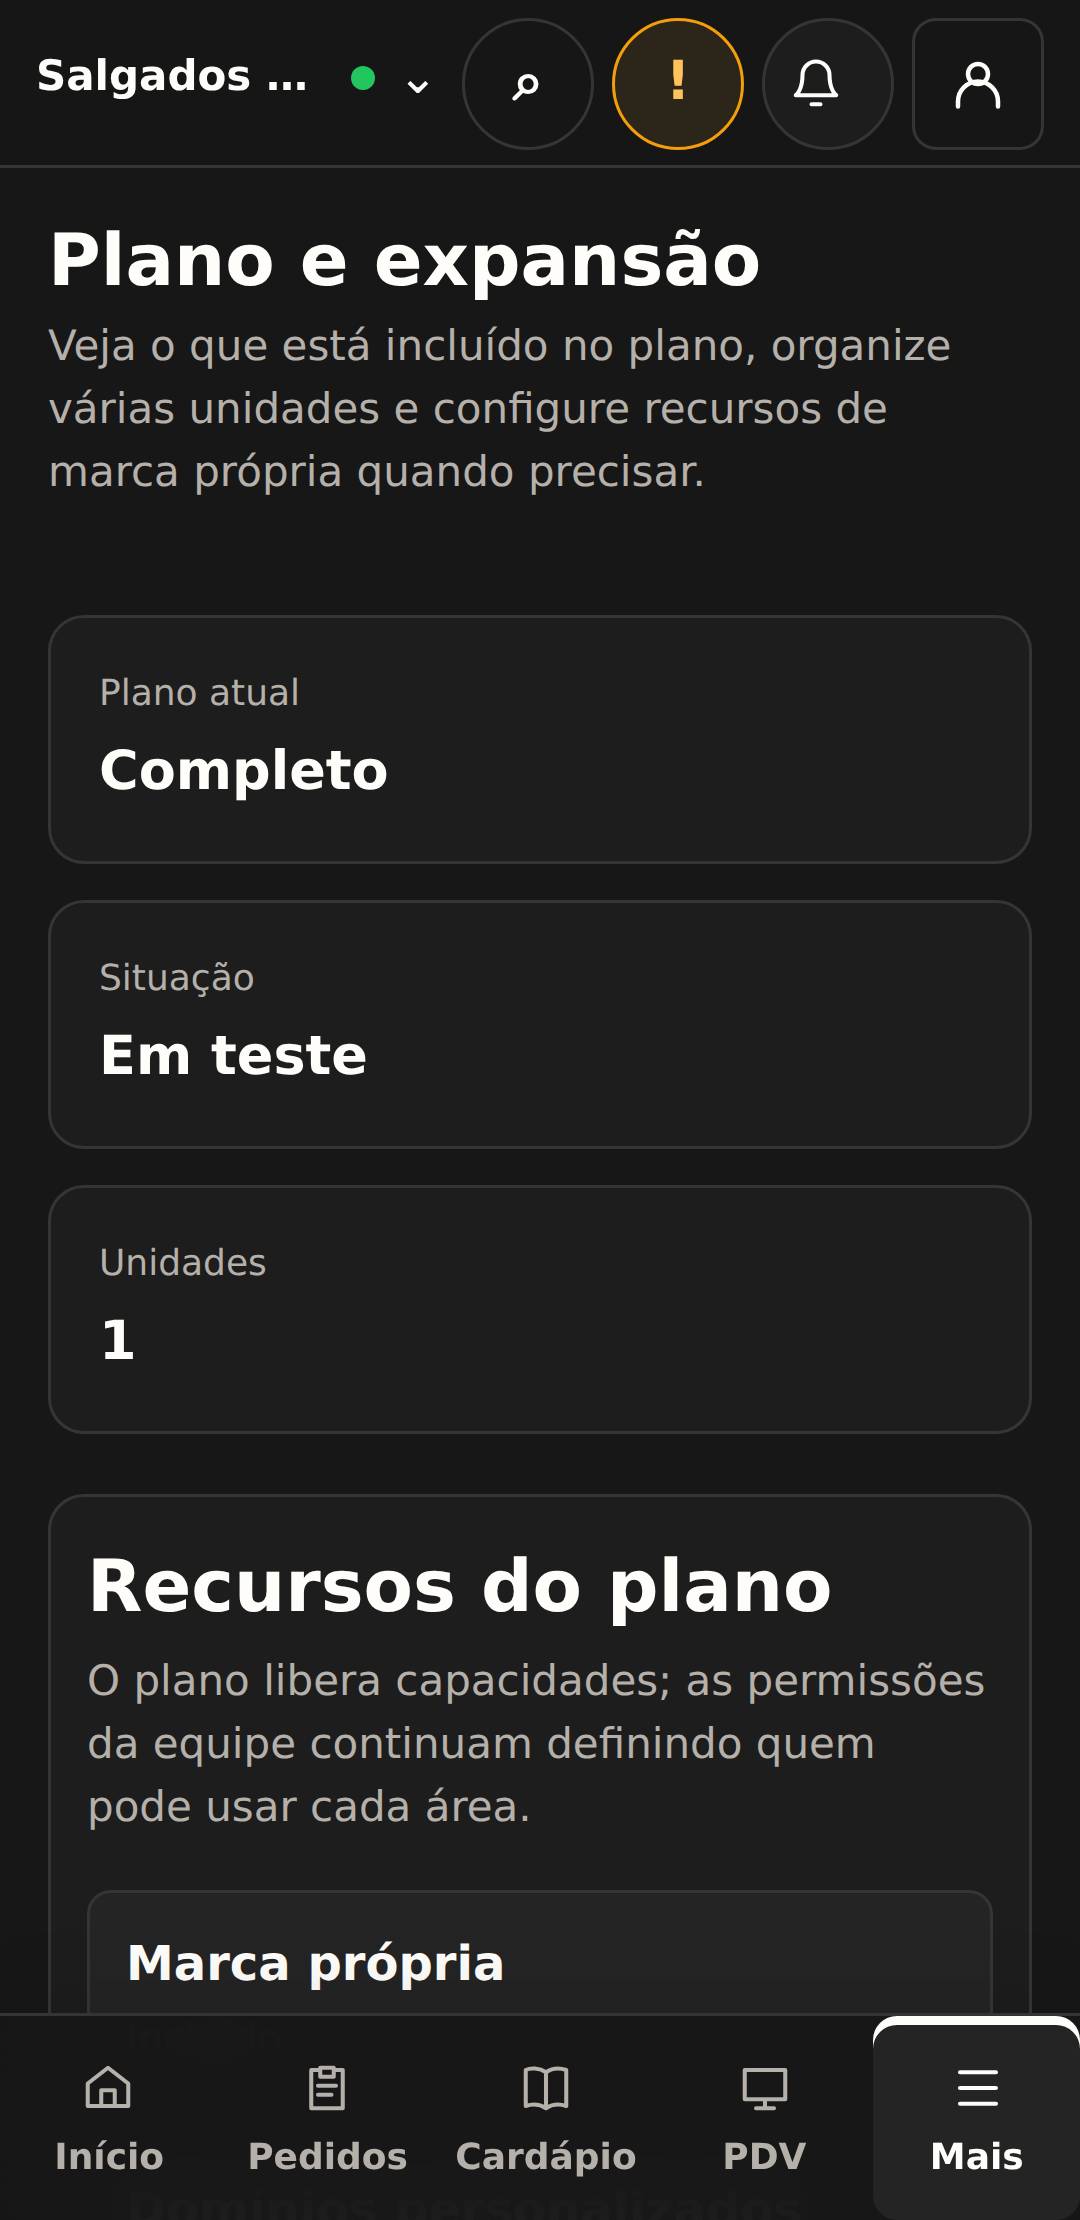 Salgados ...
!
Plano e expansão
Veja o que está incluído no plano, organize
várias unidades e configure recursos de
marca própria quando precisar.
Plano atual
Completo
Situação
Em teste
Unidades
1
Recursos do plano
O plano libera capacidades; as permissões
da equipe continuam definindo quem
pode usar cada área.
Marca própria
Início
Pedidos
Cardápio
PDV
Mais
Domínios personalizados